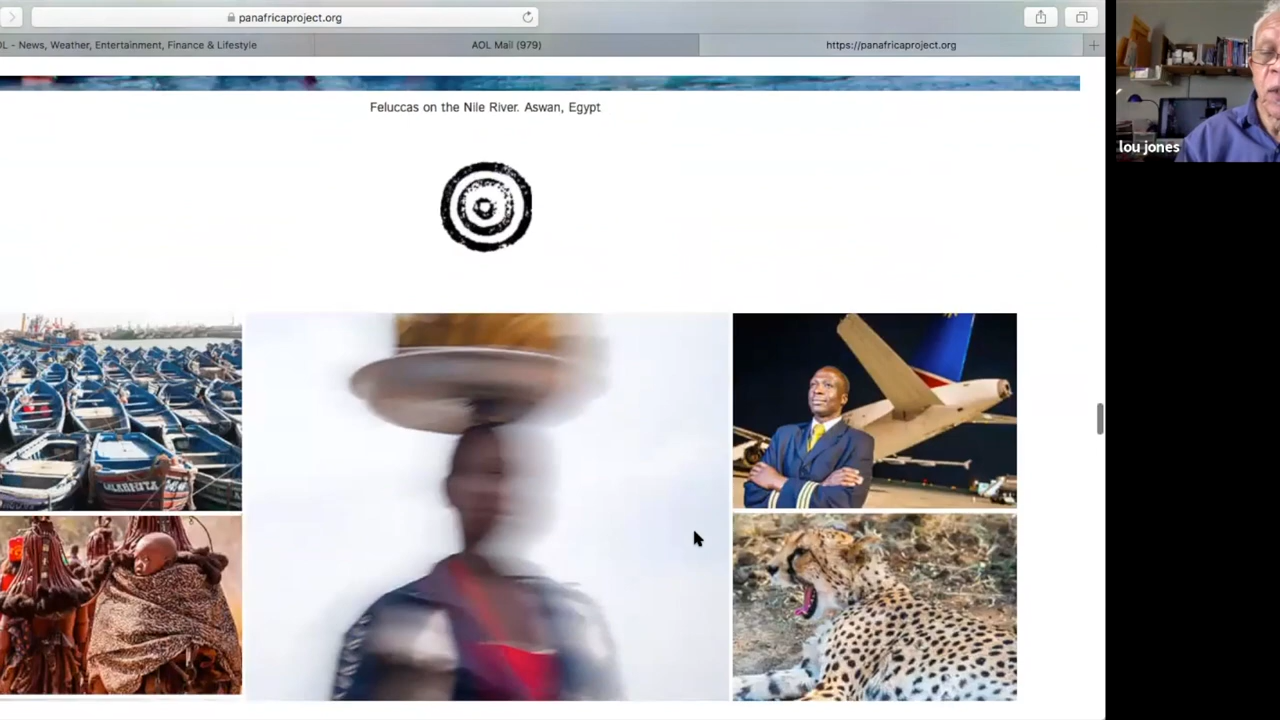 panafricaproject.org
OL - News, Weather, Entertainment, Finance & Lifestyle
AOL Mail (979)
https://panafricaproject.org
lou jones
Feluccas on the Nile River. Aswan, Egypt